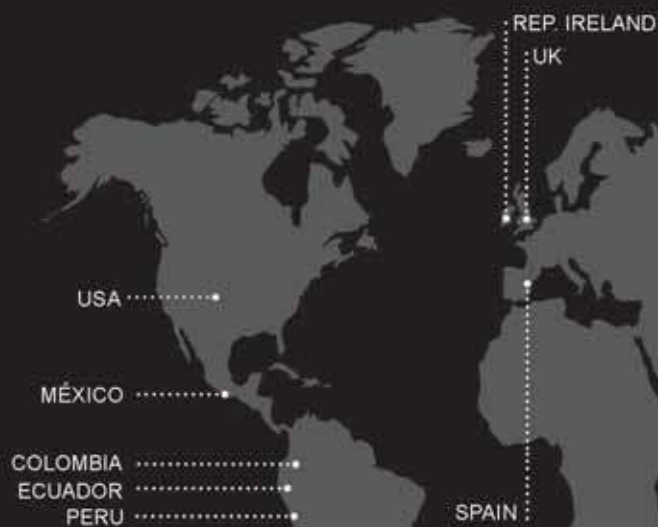 REP. IRELAND
UK
USA
MÉXICO
COLOMBIA
ECUADOR
PERU
SPAIN